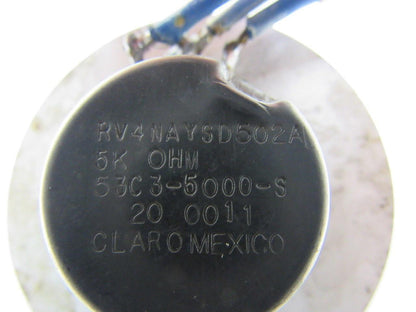 RV4NAYSD502A
5K OHM
53C3-5000-S
20 0011
CLAROMEXICO